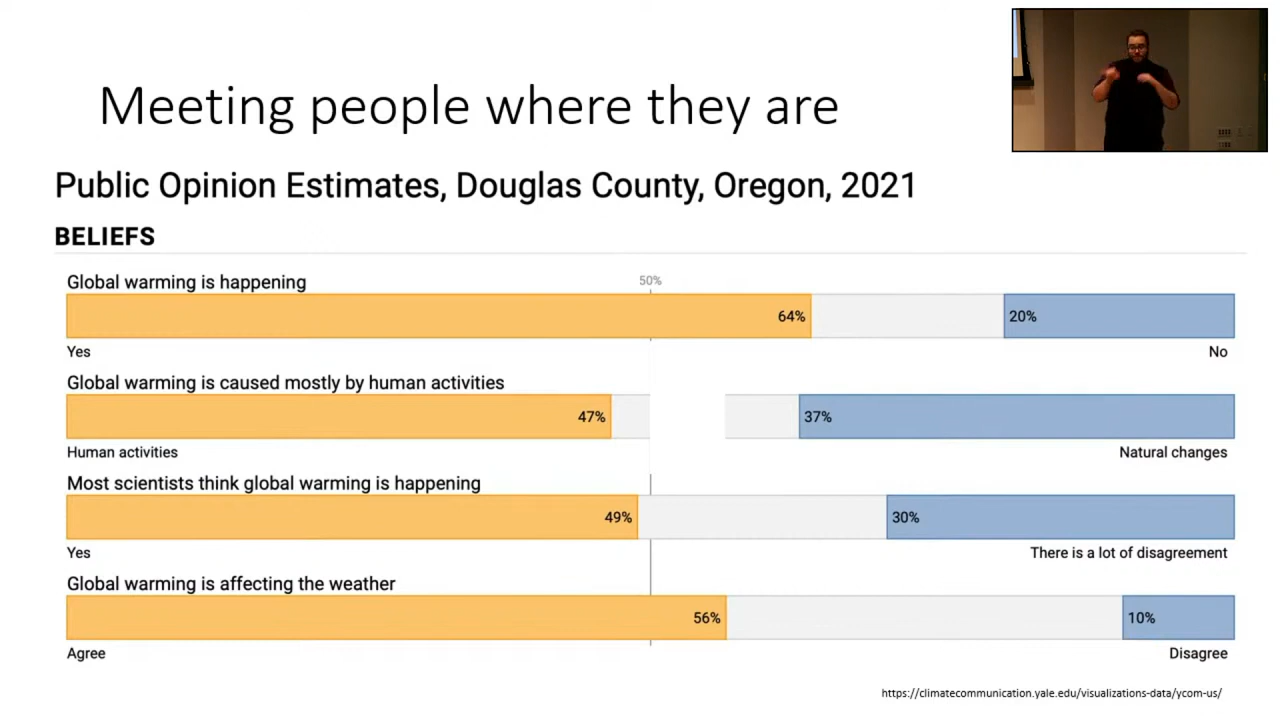 Meeting people where they are
Public Opinion Estimates, Douglas County, Oregon, 2021
BELIEFS
Global warming is happening
50%
64%
20%
Yes
No
Global warming is caused mostly by human activities
47%
37%
Human activities
Natural changes
Most scientists think global warming is happening
49%
30%
Yes
There is a lot of disagreement
Global warming is affecting the weather
56%
10%
Agree
Disagree
https://climatecommunication.yale.edu/visualizations-data/ycom-us/